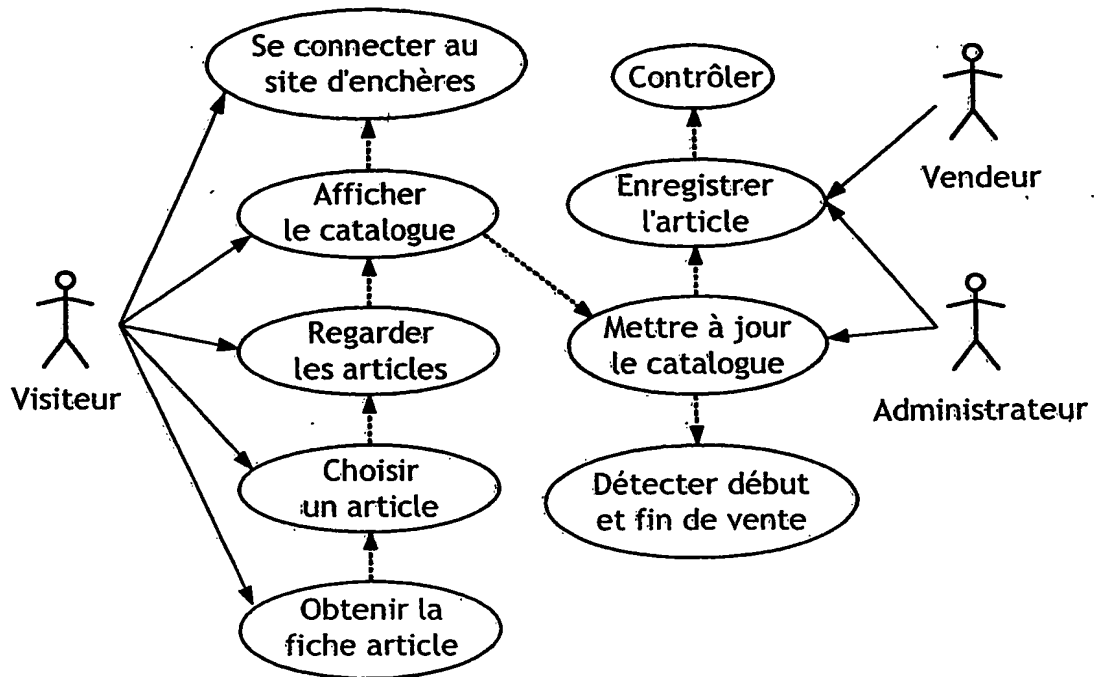 Se connecter au
site d'enchères
Contrôler
Vendeur
Afficher
le catalogue
Enregistrer
l'article
Visiteur
Regarder
les articles
Mettre à jour
le catalogue
Administrateur
Choisir
un article
Détecter début
et fin de vente
Obtenir la
fiche article